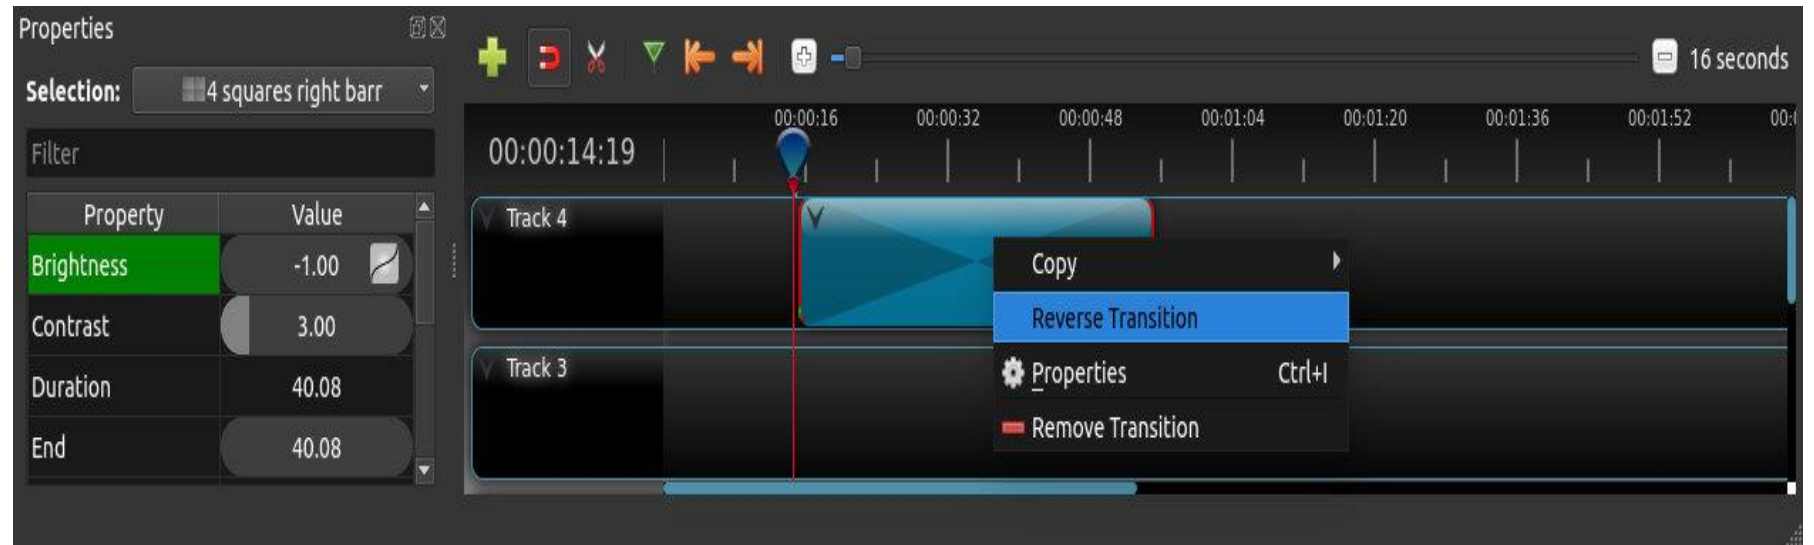 Properties
Selection: 4 squares right barr
Filter
Property Value
Brightness -1.00
Contrast 3.00
Duration 40.08
End 40.08
16 seconds
00:00:16 00:00:32 00:00:48 00:01:04 00:01:20 00:01:36 00:01:52 00:
00:00:14:19
Track 4
Copy
Reverse Transition
Properties Ctrl+I
Remove Transition
Track 3